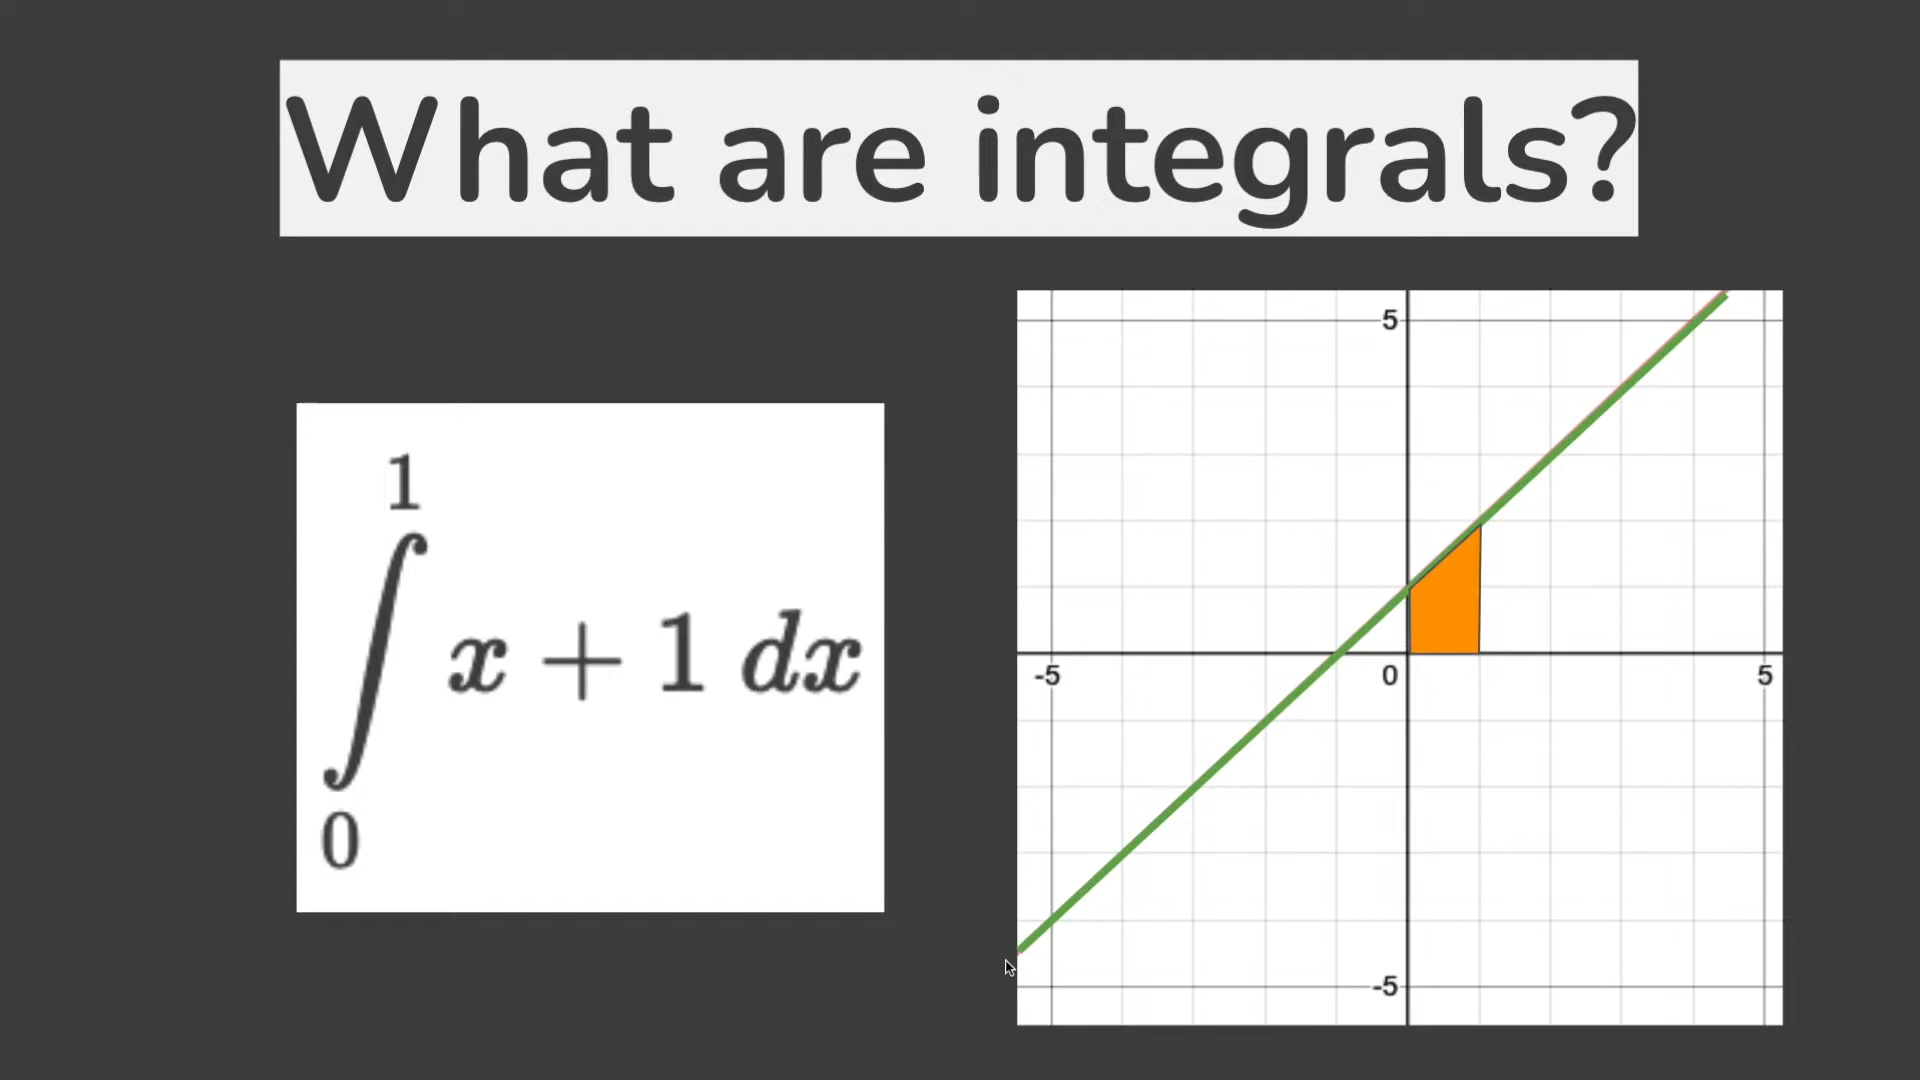 What are integrals?
1
∫ x + 1 dx
0
5
-5 0 5
-5